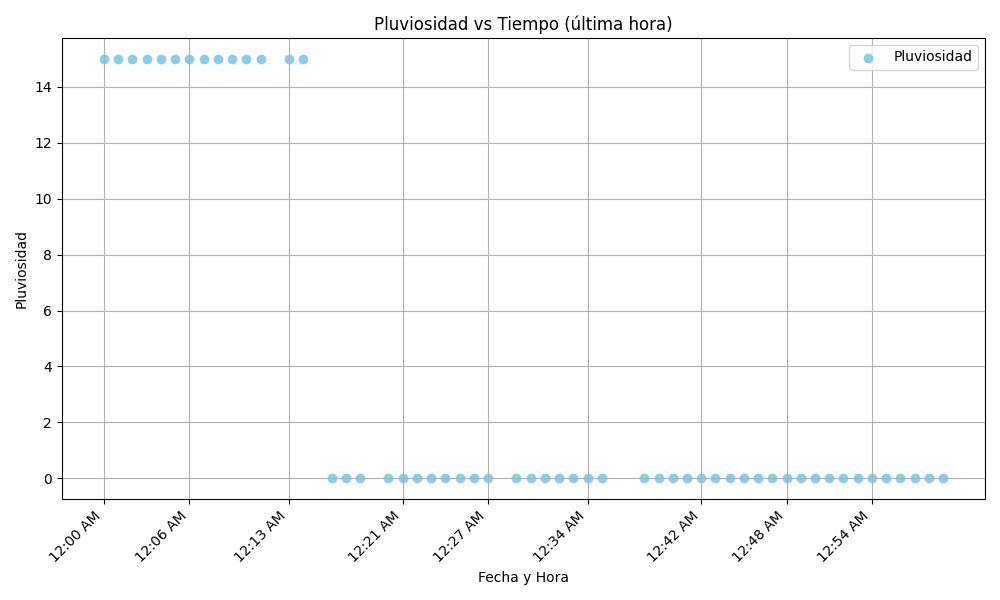 Pluviosidad vs Tiempo (última hora)
Pluviosidad
14
12
10
8
6
4
2
0
Pluviosidad
12:00 AM
12:06 AM
12:13 AM
12:21 AM
12:27 AM
12:34 AM
12:42 AM
12:48 AM
12:54 AM
Fecha y Hora